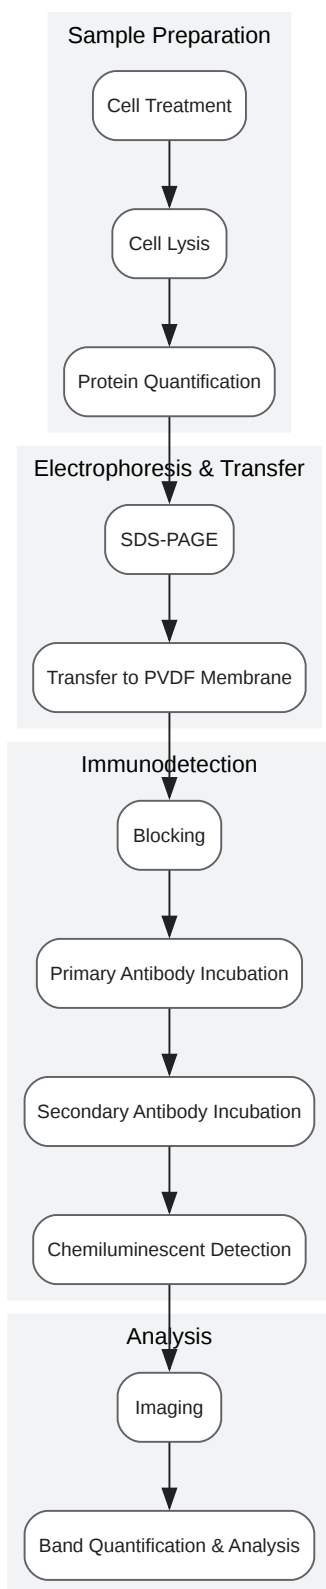 Sample Preparation
Cell Treatment
Cell Lysis
Protein Quantification
Electrophoresis & Transfer
SDS-PAGE
Transfer to PVDF Membrane
Immunodetection
Blocking
Primary Antibody Incubation
Secondary Antibody Incubation
Chemiluminescent Detection
Analysis
Imaging
Band Quantification & Analysis